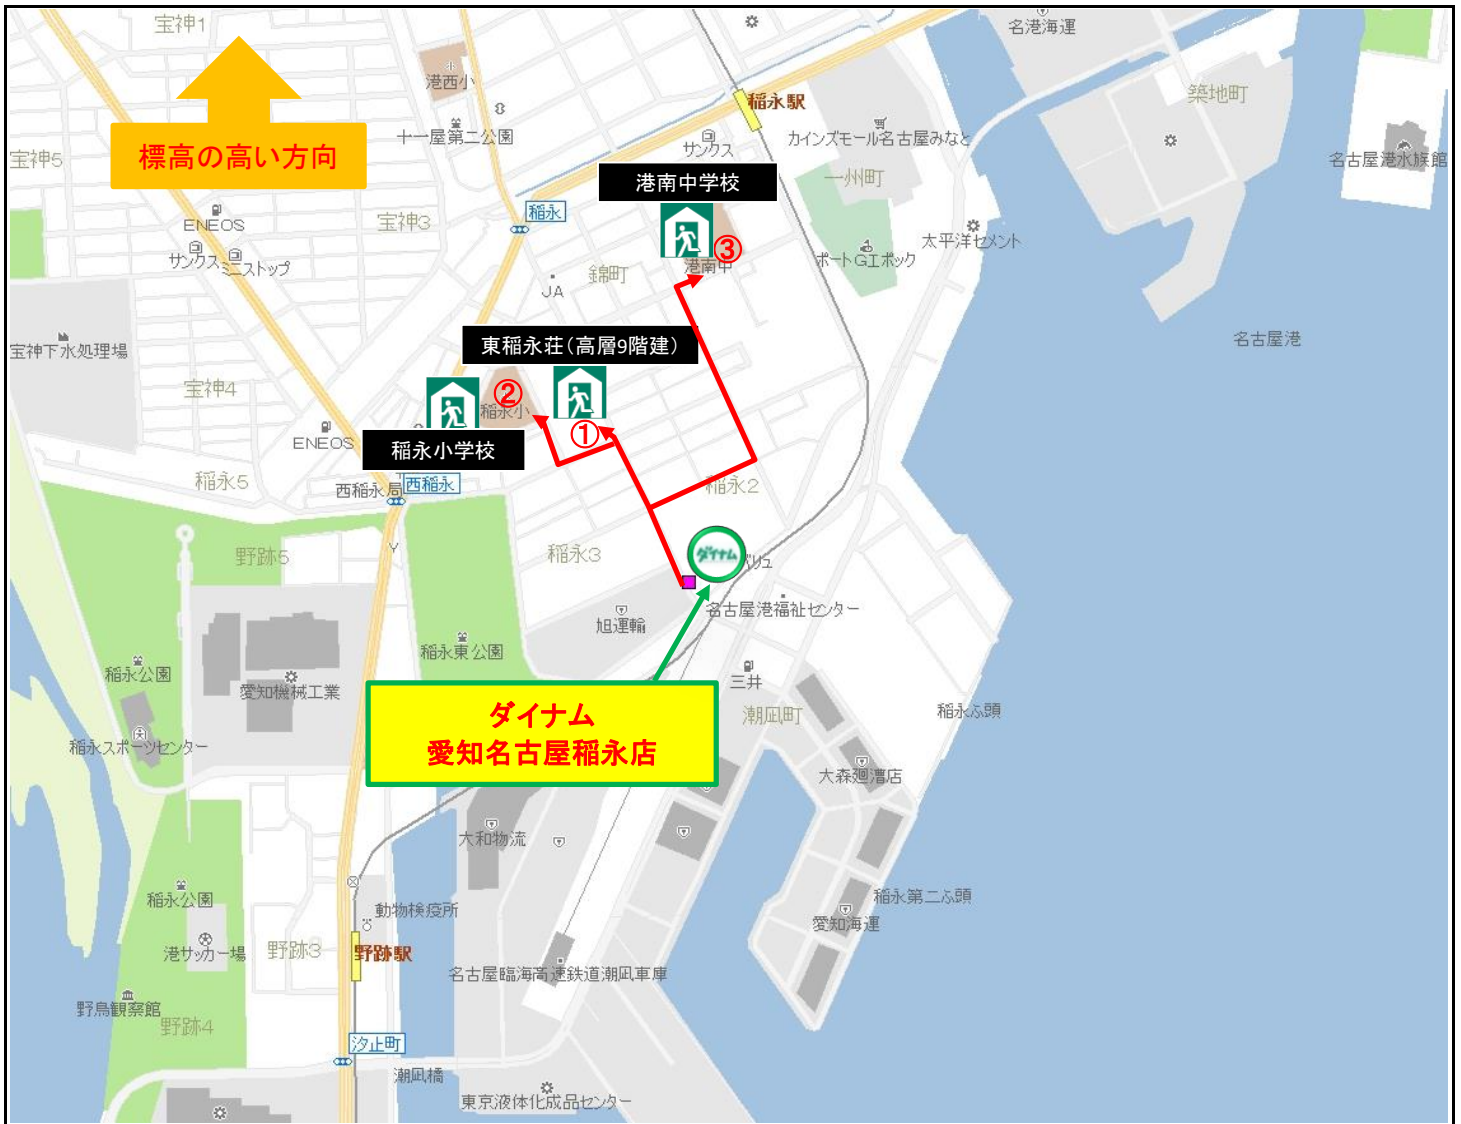 宝神1
名港海運
港西小
築地町
稲永駅
十一屋第二公園
サンクス
カインズモール名古屋みなと
標高の高い方向
宝神5
名古屋港水族館
港南中学校
一州町
ENEOS
宝神3
稲永
太平洋セメント
サンクス
ミニストップ
③
港南中
ポートGIボック
錦町
JA
名古屋港
宝神下水処理場
東稲永荘(高層9階建)
宝神4
②
稲永小
①
ENEOS
稲永小学校
稲永5
西稲永局
西稲永
稲永2
野跡5
稲永3
ダイナム
バリュ
名古屋港福祉センター
旭運輸
稲永東公園
稲永公園
愛知機械工業
三井
潮凪町
稲永ふ頭
ダイナム
愛知名古屋稲永店
稲永スポーツセンター
大森廻漕店
大和物流
稲永公園
動物検疫所
稲永第二ふ頭
愛知海運
港サッカー場
野跡3
野跡駅
名古屋臨海高速鉄道潮凪車庫
野鳥観察館
野跡4
汐止町
潮凪橋
東京液体化成品センター